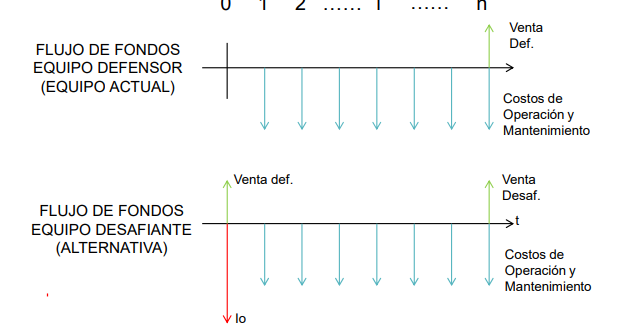 0 1 2 ...... i ...... n
Venta
Def.
FLUJO DE FONDOS
EQUIPO DEFENSOR
(EQUIPO ACTUAL)
Costos de
Operación y
Mantenimiento
Venta def.
Venta
Desaf.
FLUJO DE FONDOS
EQUIPO DESAFIANTE
(ALTERNATIVA)
t
Costos de
Operación y
Mantenimiento
Io